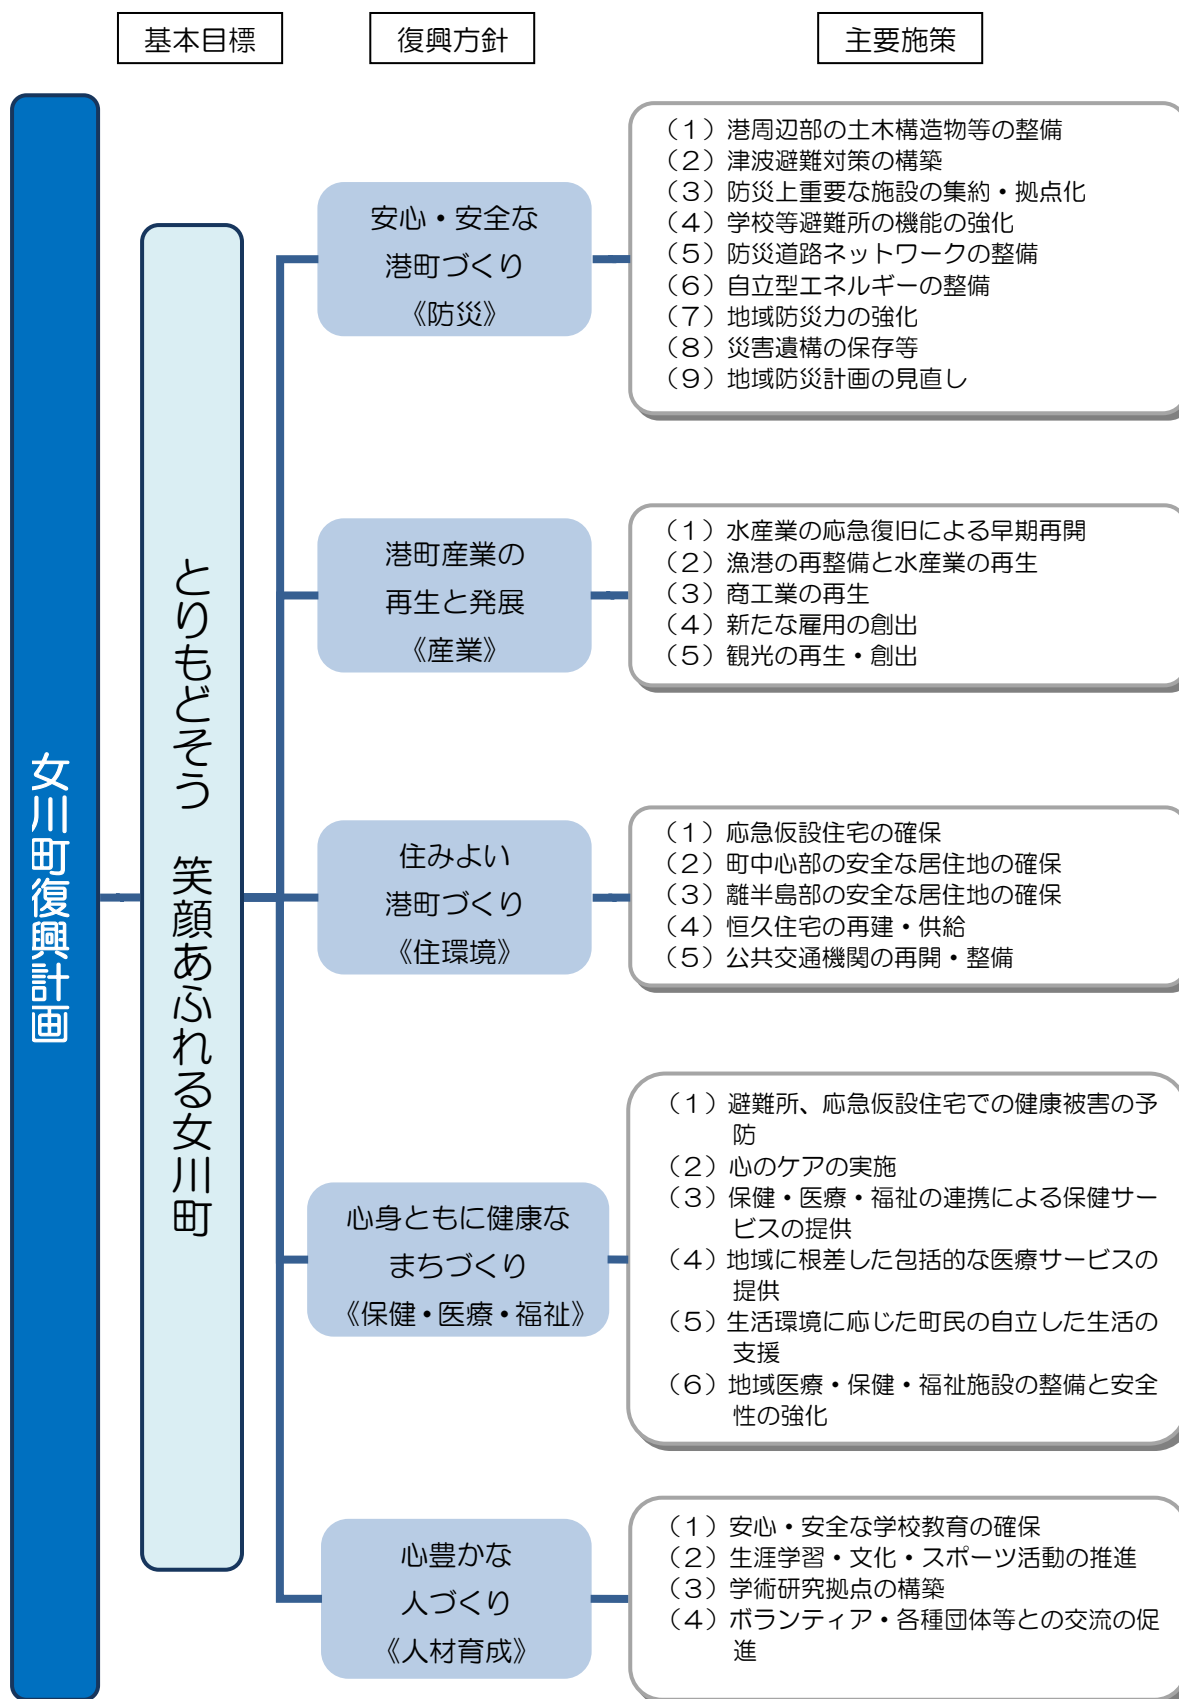 基本目標
復興方針
主要施策
女川町復興計画
とりもどそう　笑顔あふれる女川町
安心・安全な
港町づくり
《防災》
（１）港周辺部の土木構造物等の整備
（２）津波避難対策の構築
（３）防災上重要な施設の集約・拠点化
（４）学校等避難所の機能の強化
（５）防災道路ネットワークの整備
（６）自立型エネルギーの整備
（７）地域防災力の強化
（８）災害遺構の保存等
（９）地域防災計画の見直し
港町産業の
再生と発展
《産業》
（１）水産業の応急復旧による早期再開
（２）漁港の再整備と水産業の再生
（３）商工業の再生
（４）新たな雇用の創出
（５）観光の再生・創出
住みよい
港町づくり
《住環境》
（１）応急仮設住宅の確保
（２）町中心部の安全な居住地の確保
（３）離半島部の安全な居住地の確保
（４）恒久住宅の再建・供給
（５）公共交通機関の再開・整備
心身ともに健康な
まちづくり
《保健・医療・福祉》
（１）避難所、応急仮設住宅での健康被害の予
防
（２）心のケアの実施
（３）保健・医療・福祉の連携による保健サー
ビスの提供
（４）地域に根差した包括的な医療サービスの
提供
（５）生活環境に応じた町民の自立した生活の
支援
（６）地域医療・保健・福祉施設の整備と安全
性の強化
心豊かな
人づくり
《人材育成》
（１）安心・安全な学校教育の確保
（２）生涯学習・文化・スポーツ活動の推進
（３）学術研究拠点の構築
（４）ボランティア・各種団体等との交流の促
進